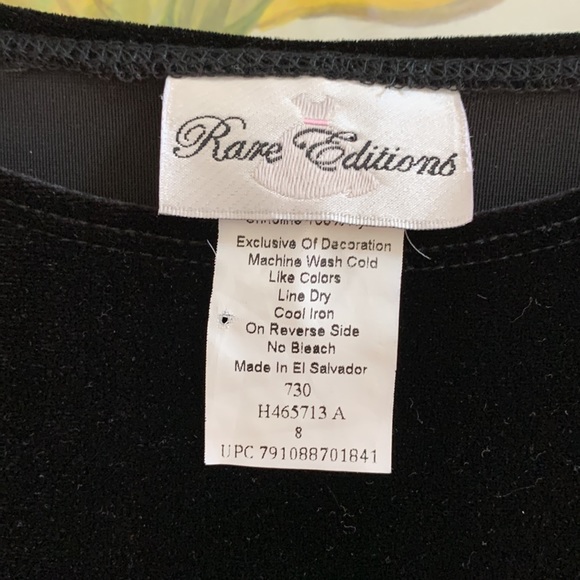 Rare Editions
Exclusive Of Decoration
Machine Wash Cold
Like Colors
Line Dry
Cool Iron
On Reverse Side
No Bleach
Made In El Salvador
730
H465713 A
8
UPC 791088701841